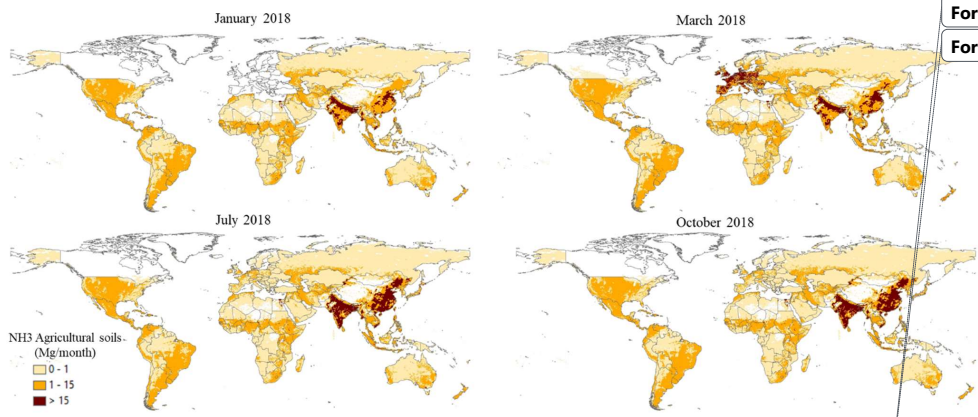 January 2018
March 2018
For
For
July 2018
October 2018
NH3 Agricultural soils
(Mg/month)
0 - 1
1 - 15
> 15